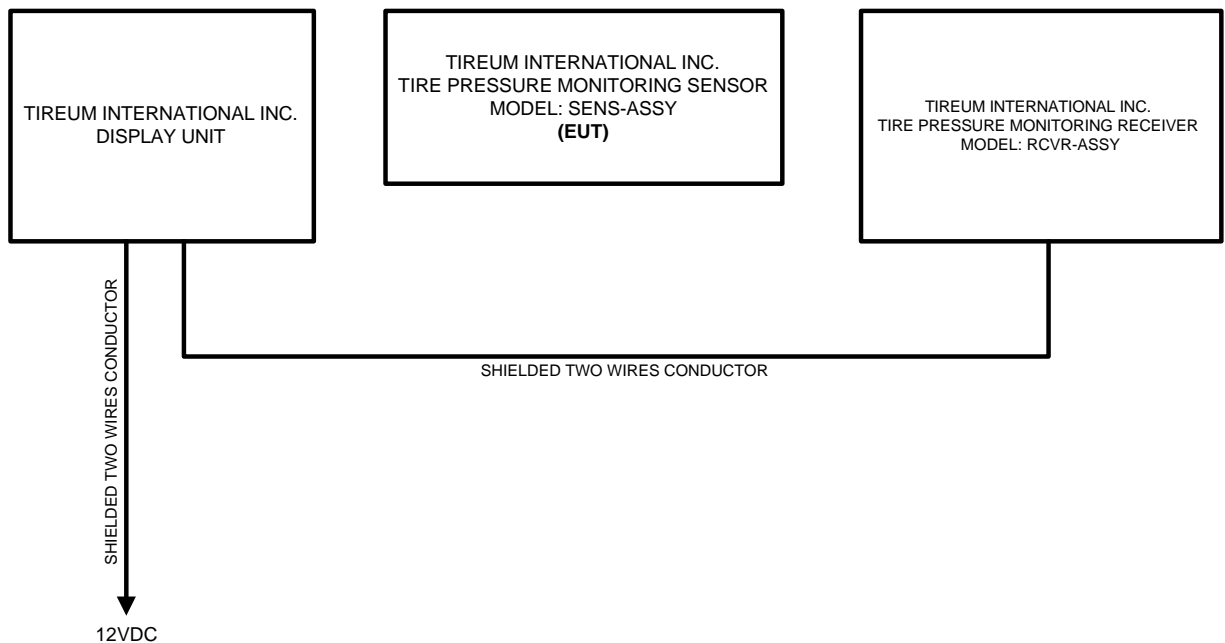 TIREUM INTERNATIONAL INC.
DISPLAY UNIT
TIREUM INTERNATIONAL INC.
TIRE PRESSURE MONITORING SENSOR
MODEL: SENS-ASSY
(EUT)
TIREUM INTERNATIONAL INC.
TIRE PRESSURE MONITORING RECEIVER
MODEL: RCVR-ASSY
SHIELDED TWO WIRES CONDUCTOR
SHIELDED TWO WIRES CONDUCTOR
12VDC